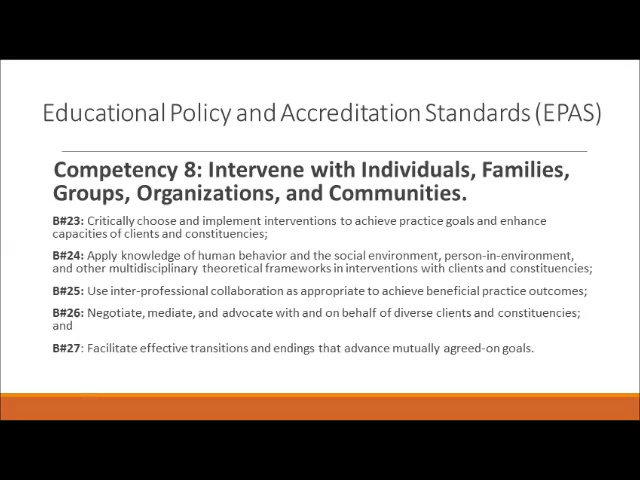 Educational Policy and Accreditation Standards (EPAS)
Competency 8: Intervene with Individuals, Families,
Groups, Organizations, and Communities.
B#23: Critically choose and implement interventions to achieve practice goals and enhance
capacities of clients and constituencies;
B#24: Apply knowledge of human behavior and the social environment, person-in-environment,
and other multidisciplinary theoretical frameworks in interventions with clients and constituencies;
B#25: Use inter-professional collaboration as appropriate to achieve beneficial practice outcomes;
B#26: Negotiate, mediate, and advocate with and on behalf of diverse clients and constituencies;
and
B#27: Facilitate effective transitions and endings that advance mutually agreed-on goals.